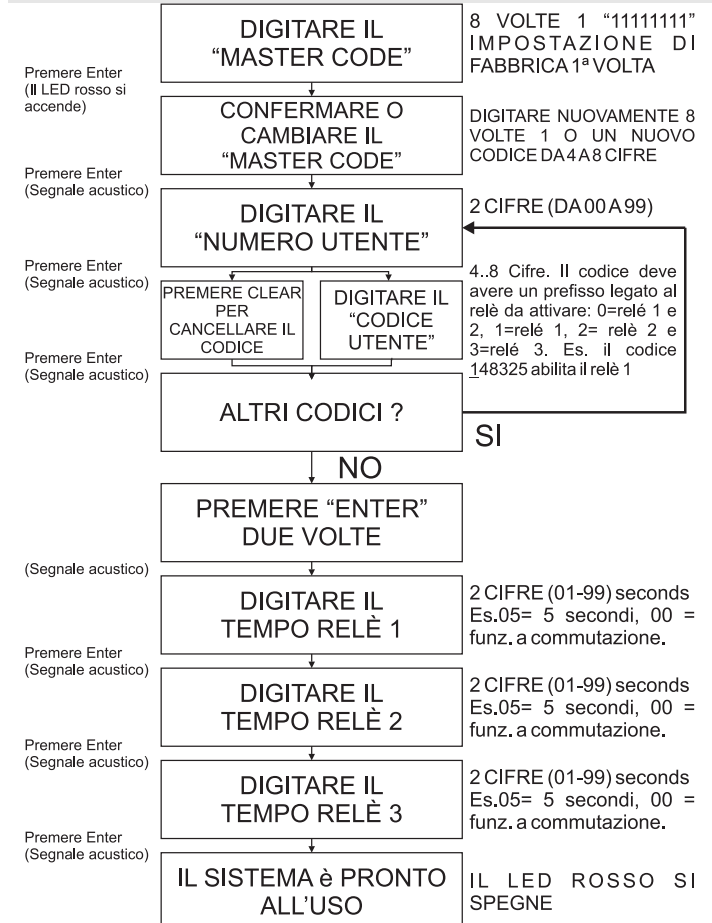 DIGITARE IL
“MASTER CODE”
8 VOLTE 1 “11111111”
IMPOSTAZIONE DI
FABBRICA 1ª VOLTA
Premere Enter
(Il LED rosso si
accende)
CONFERMARE O
CAMBIARE IL
“MASTER CODE”
DIGITARE NUOVAMENTE 8
VOLTE 1 O UN NUOVO
CODICE DA 4 A 8 CIFRE
Premere Enter
(Segnale acustico)
DIGITARE IL
“NUMERO UTENTE”
2 CIFRE (DA 00 A 99)
Premere Enter
(Segnale acustico)
PREMERE CLEAR
PER
CANCELLARE IL
CODICE
DIGITARE IL
“CODICE
UTENTE”
4..8 Cifre. Il codice deve
avere un prefisso legato al
relè da attivare: 0=relé 1 e
2, 1=relé 1, 2= relè 2 e
3=relé 3. Es. il codice
148325 abilita il relè 1
Premere Enter
(Segnale acustico)
ALTRI CODICI ?
SI
NO
PREMERE “ENTER”
DUE VOLTE
(Segnale acustico)
DIGITARE IL
TEMPO RELÈ 1
2 CIFRE (01-99) seconds
Es.05= 5 secondi, 00 =
funz. a commutazione.
Premere Enter
(Segnale acustico)
DIGITARE IL
TEMPO RELÈ 2
2 CIFRE (01-99) seconds
Es.05= 5 secondi, 00 =
funz. a commutazione.
Premere Enter
(Segnale acustico)
DIGITARE IL
TEMPO RELÈ 3
2 CIFRE (01-99) seconds
Es.05= 5 secondi, 00 =
funz. a commutazione.
Premere Enter
(Segnale acustico)
IL SISTEMA è PRONTO
ALL’USO
IL LED ROSSO SI
SPEGNE